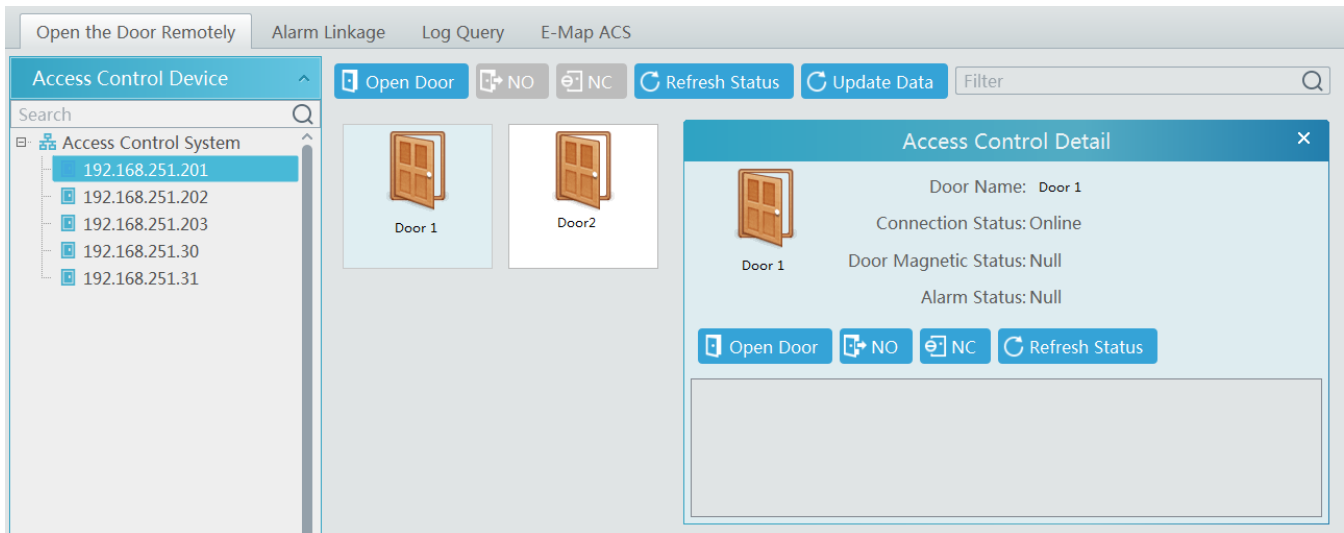 Open the Door Remotely Alarm Linkage Log Query E-Map ACS
Access Control Device
Search
Access Control System
192.168.251.201
192.168.251.202
192.168.251.203
192.168.251.30
192.168.251.31
Open Door NO NC Refresh Status Update Data Filter
Door 1
Door2
Access Control Detail
Door 1
Door Name: Door 1
Connection Status: Online
Door Magnetic Status: Null
Alarm Status: Null
Open Door NO NC Refresh Status